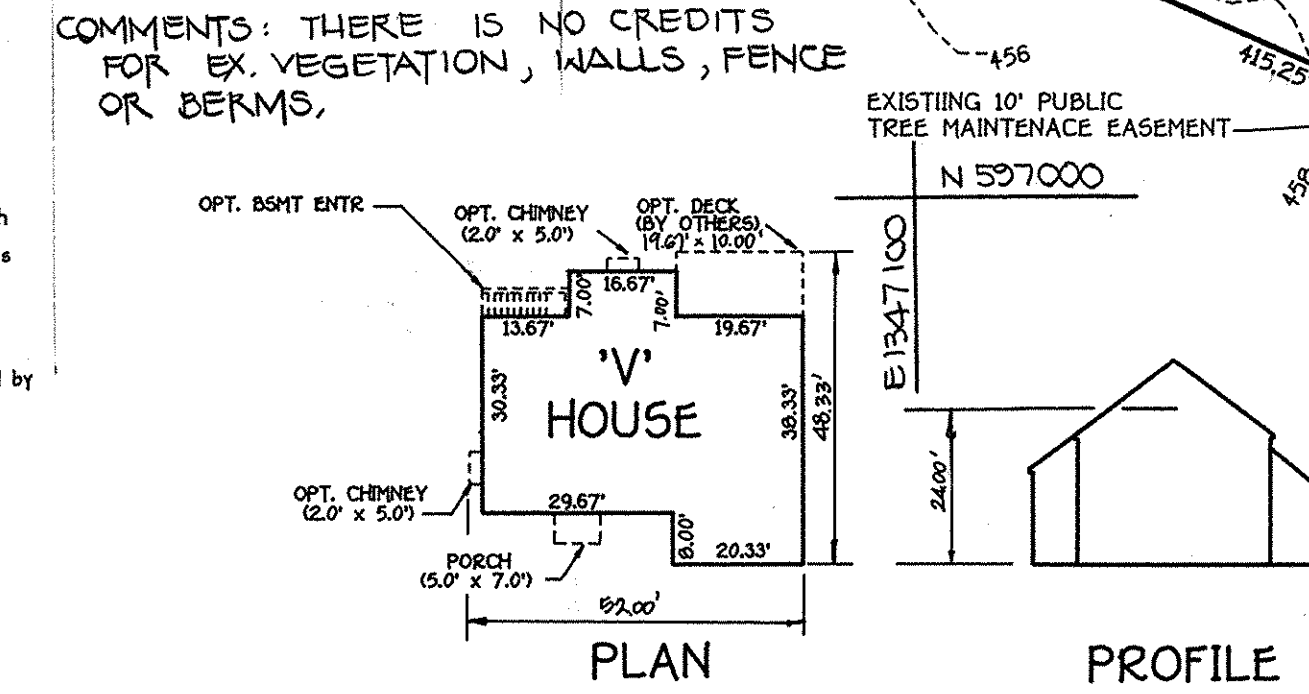 COMMENTS: THERE IS NO CREDITS
FOR EX. VEGETATION, WALLS, FENCE
OR BERMS,
456
415,25
EXISTIING 10' PUBLIC
TREE MAINTENACE EASEMENT
N 597000
458
E1347100
h
s
by
OPT. BSMT ENTR
OPT. CHIMNEY
(2.0' x 5.0')
OPT. DECK
(BY OTHERS)
19.67' x 10.00'
16.67'
7.00'
7.00'
13.67'
19.67'
'V'
HOUSE
30.33'
38.33'
48.33'
OPT. CHIMNEY
(2.0' x 5.0')
29.67'
8.00'
20.33'
PORCH
(5.0' x 7.0')
52.00'
PLAN
24.00'
PROFILE